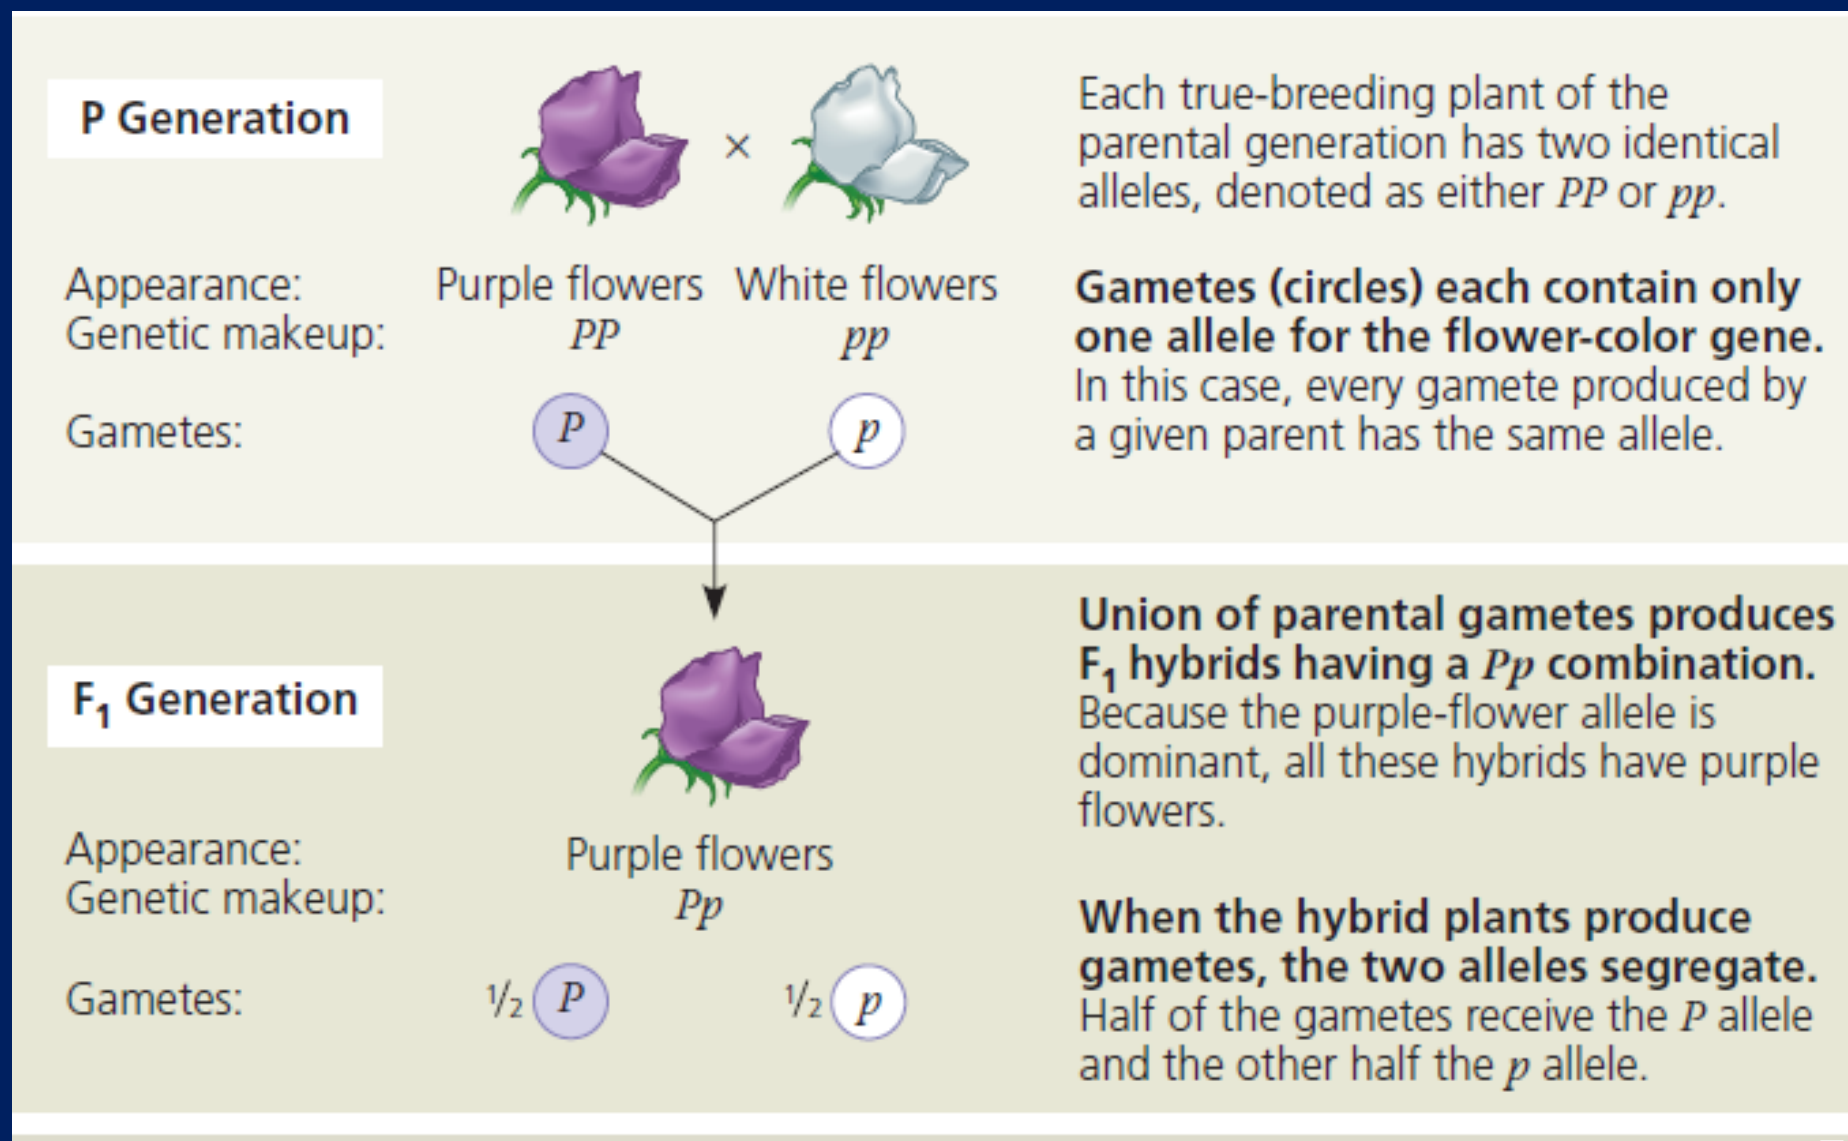 P Generation
×
Each true-breeding plant of the
parental generation has two identical
alleles, denoted as either PP or pp.
Appearance: Purple flowers White flowers
Genetic makeup: PP pp
Gametes: P p
Gametes (circles) each contain only
one allele for the flower-color gene.
In this case, every gamete produced by
a given parent has the same allele.
F₁ Generation
Union of parental gametes produces
F₁ hybrids having a Pp combination.
Because the purple-flower allele is
dominant, all these hybrids have purple
flowers.
Appearance: Purple flowers
Genetic makeup: Pp
Gametes: 1/2 P 1/2 p
When the hybrid plants produce
gametes, the two alleles segregate.
Half of the gametes receive the P allele
and the other half the p allele.